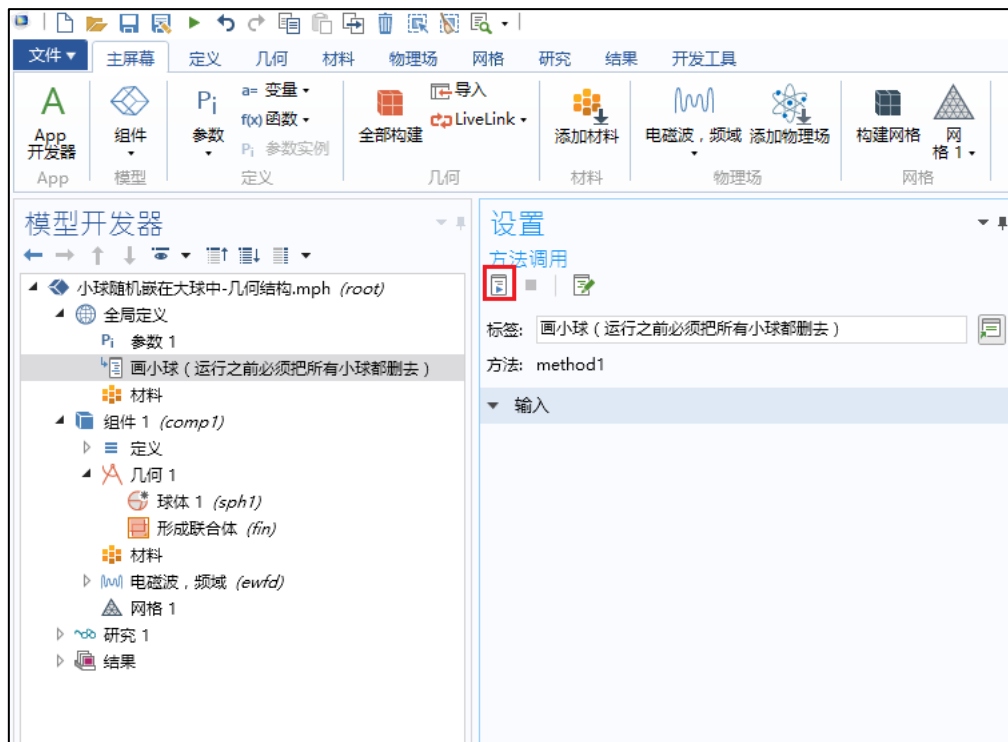 文件▼ 主屏幕 定义 几何 材料 物理场 网格 研究 结果 开发工具
A
App
开发器
App
组件
模型
Pi
参数
a= 变量
f(x) 函数
Pi 参数实例
定义
全部构建
导入
LiveLink
几何
添加材料
材料
电磁波，频域
添加物理场
物理场
构建网格
网
格 1
网格
模型开发器
小球随机嵌在大球中-几何结构.mph (root)
全局定义
Pi 参数 1
画小球（运行之前必须把所有小球都删去）
材料
组件 1 (comp1)
定义
几何 1
球体 1 (sph1)
形成联合体 (fin)
材料
电磁波，频域 (ewfd)
网格 1
研究 1
结果
设置
方法调用
标签: 画小球（运行之前必须把所有小球都删去）
方法: method1
输入